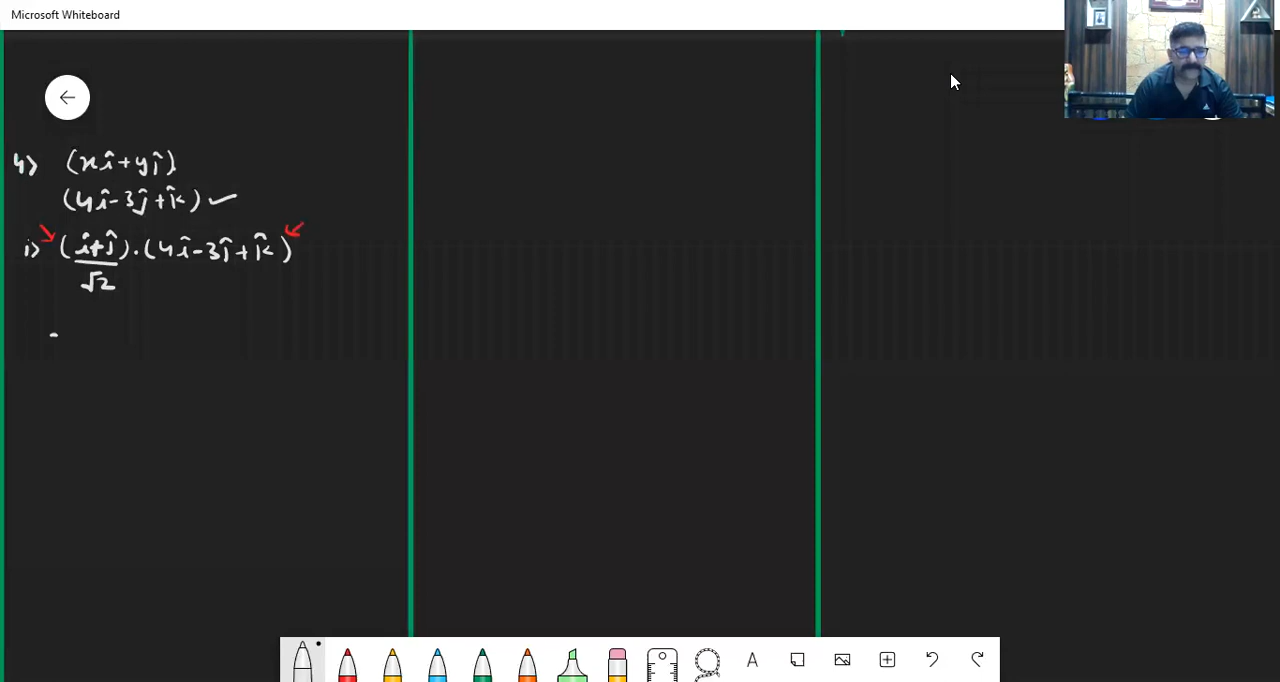 Microsoft Whiteboard
4) (xî+yĵ)
(4î-3ĵ+k̂) ✓
i) (î+ĵ)/√2 · (4î-3ĵ+k̂)
-
A